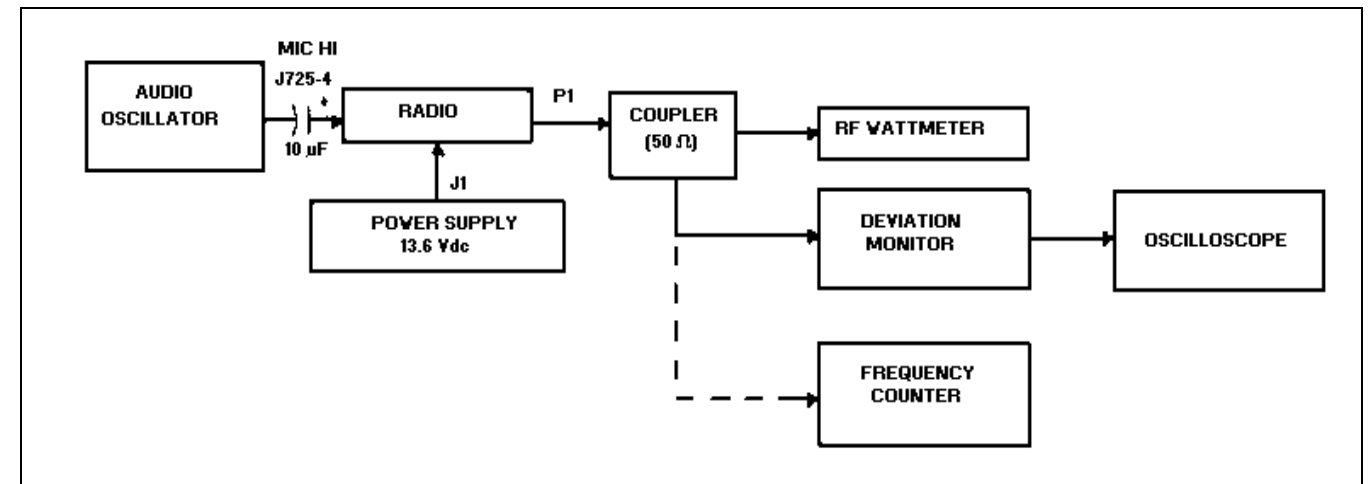 MIC HI
J725-4
AUDIO
OSCILLATOR
+
10 µF
RADIO
P1
COUPLER
(50 Ω)
RF WATTMETER
J1
POWER SUPPLY
13.6 Vdc
DEVIATION
MONITOR
OSCILLOSCOPE
FREQUENCY
COUNTER